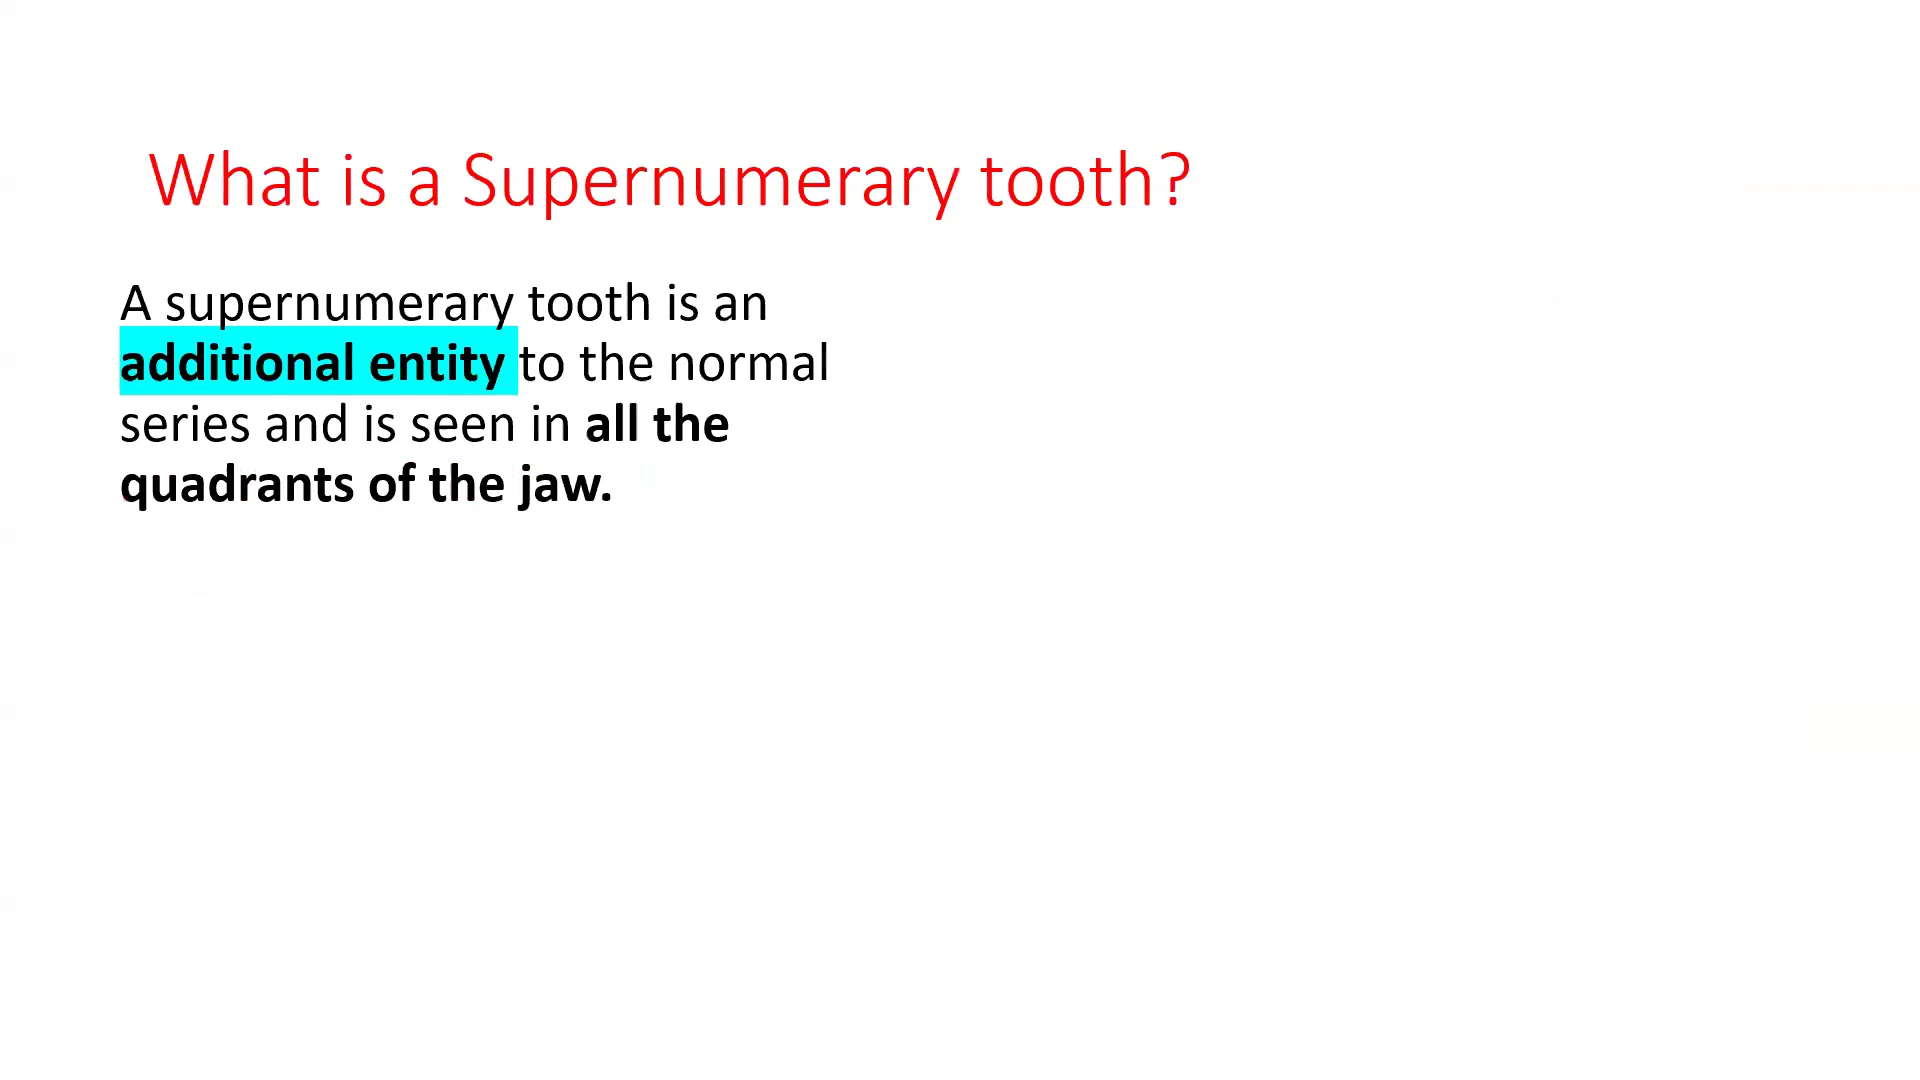 What is a Supernumerary tooth?
A supernumerary tooth is an
additional entity to the normal
series and is seen in all the
quadrants of the jaw.